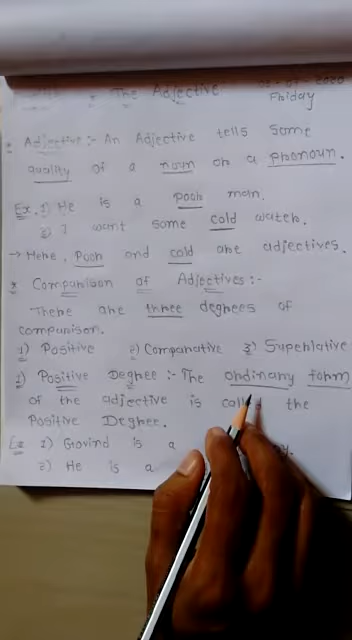 * The Adjective
Friday
* Adjective :- An Adjective tells some
quality of a noun or a pronoun.
Ex. 1) He is a poor man.
2) I want some cold water.
→ Here, Poor and cold are adjectives.
* Comparison of Adjectives :-
There are three degrees of
comparison.
1) Positive 2) Comparative 3) Superlative
1) Positive Degree :- The ordinary form
of the adjective is the
Positive Degree.
Ex 1) Govind is a
2) He is a